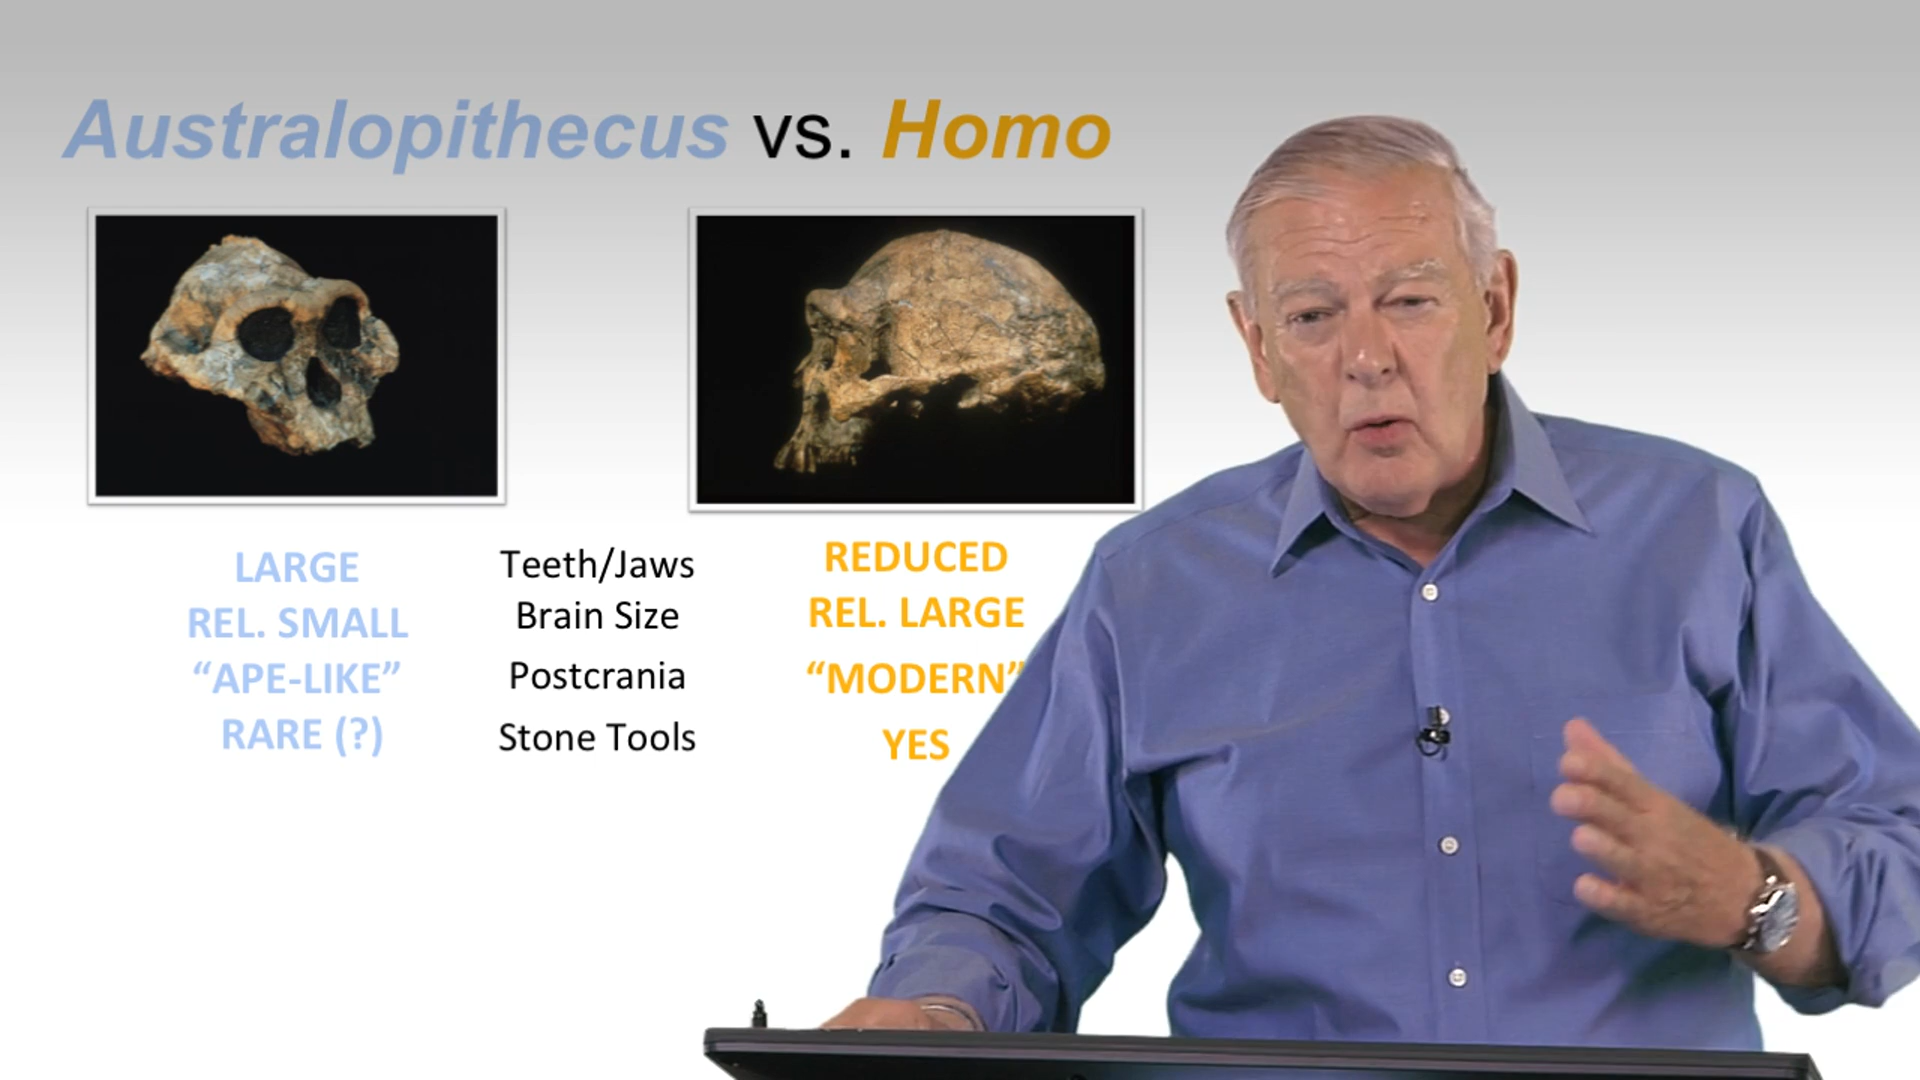 Australopithecus vs. Homo
LARGE Teeth/Jaws REDUCED
REL. SMALL Brain Size REL. LARGE
“APE-LIKE” Postcrania “MODERN”
RARE (?) Stone Tools YES